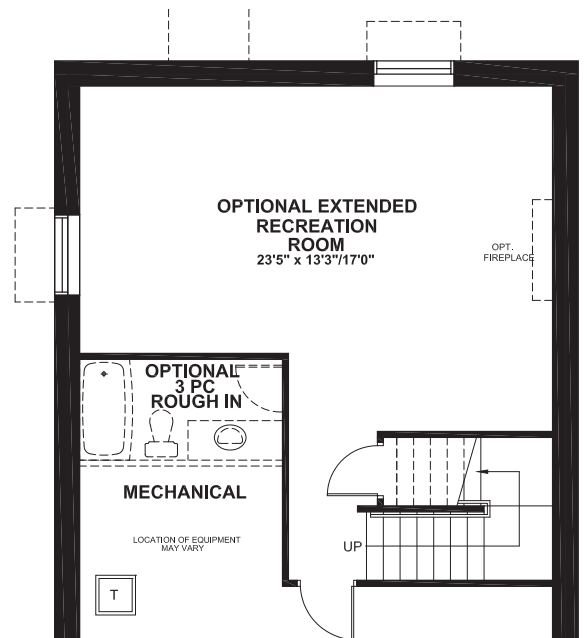 OPTIONAL EXTENDED
RECREATION
ROOM
23'5" x 13'3"/17'0"
OPT.
FIREPLACE
OPTIONAL
3 PC
ROUGH IN
MECHANICAL
LOCATION OF EQUIPMENT
MAY VARY
UP
T